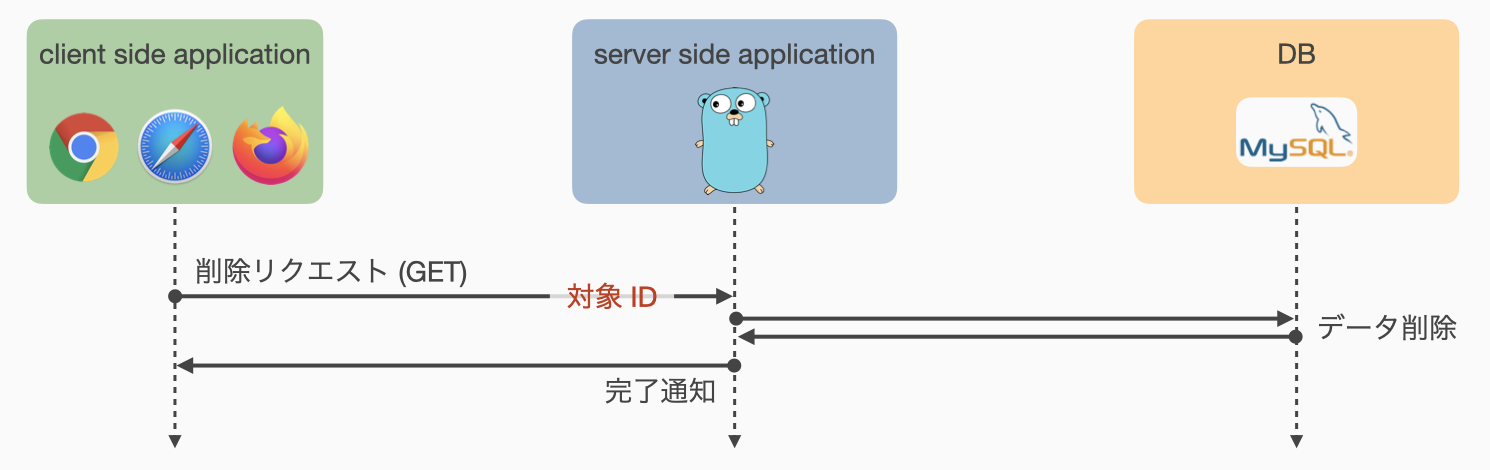 client side application
server side application
DB
MySQL®
削除リクエスト (GET)
対象 ID
データ削除
完了通知